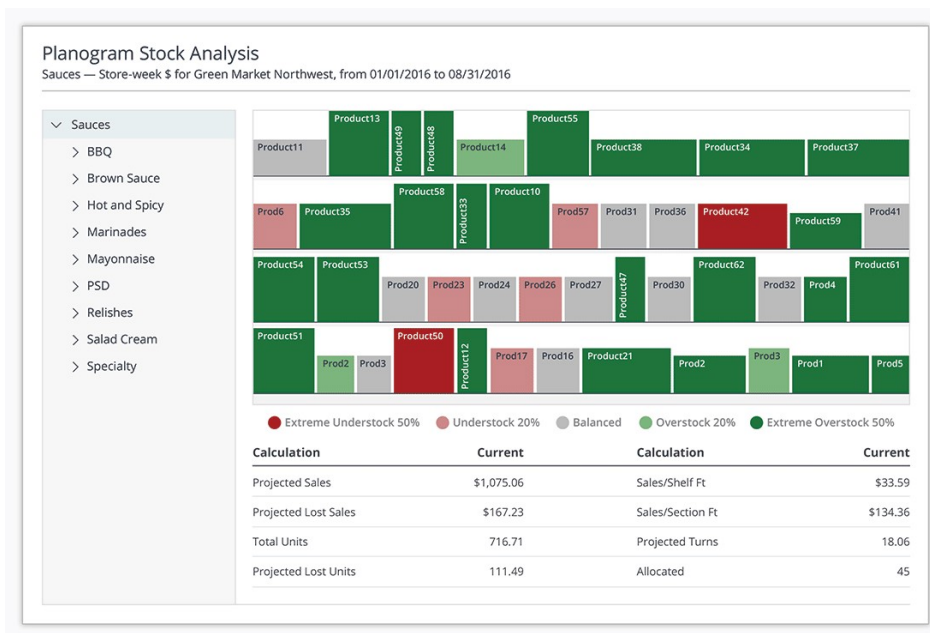 Planogram Stock Analysis
Sauces — Store-week $ for Green Market Northwest, from 01/01/2016 to 08/31/2016
Sauces
BBQ
Brown Sauce
Hot and Spicy
Marinades
Mayonnaise
PSD
Relishes
Salad Cream
Specialty
Product11 Product13 Product49 Product48 Product14 Product55 Product38 Product34 Product37
Prod6 Product35 Product58 Product33 Product10 Prod57 Prod31 Prod36 Product42 Product59 Prod41
Product54 Product53 Prod20 Prod23 Prod24 Prod26 Prod27 Product47 Prod30 Product62 Prod32 Prod4 Product61
Product51 Prod2 Prod3 Product50 Product12 Prod17 Prod16 Product21 Prod2 Prod3 Prod1 Prod5
Extreme Understock 50% Understock 20% Balanced Overstock 20% Extreme Overstock 50%
Calculation Current Calculation Current
Projected Sales $1,075.06 Sales/Shelf Ft $33.59
Projected Lost Sales $167.23 Sales/Section Ft $134.36
Total Units 716.71 Projected Turns 18.06
Projected Lost Units 111.49 Allocated 45